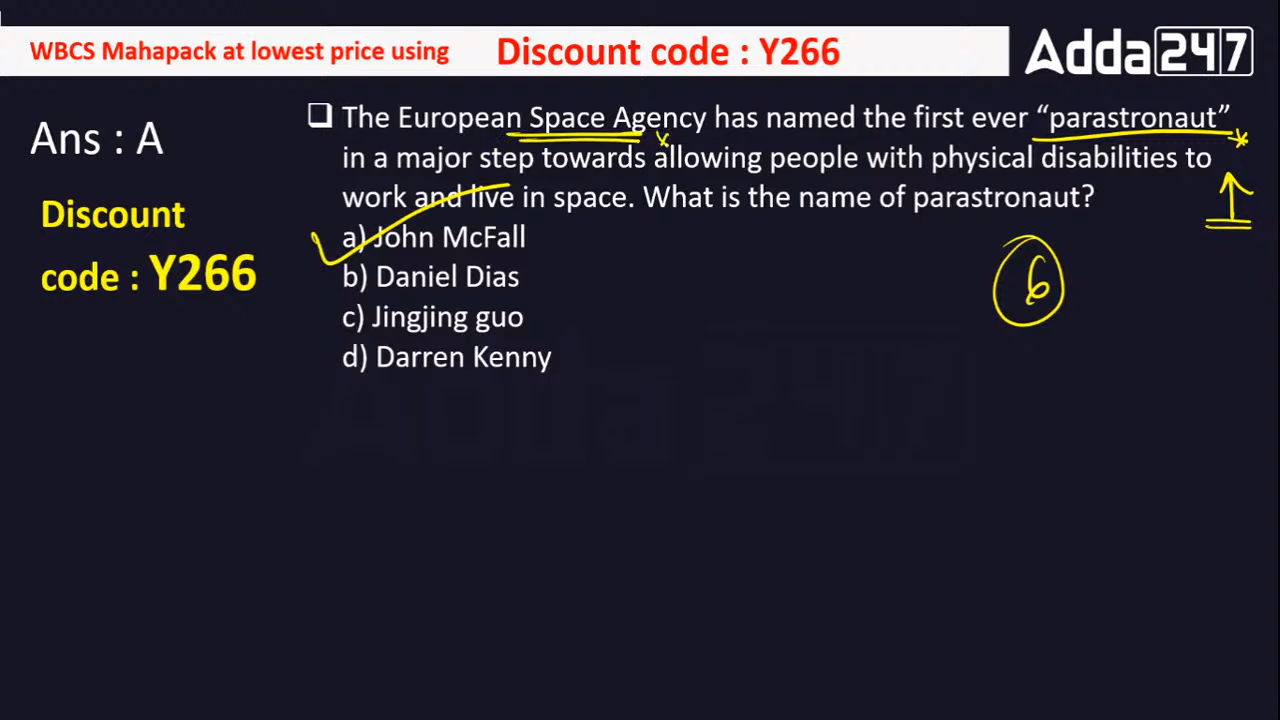 WBCS Mahapack at lowest price using Discount code : Y266 Adda247
Ans : A
Discount
code : Y266
❑ The European Space Agency has named the first ever “parastronaut”
in a major step towards allowing people with physical disabilities to
work and live in space. What is the name of parastronaut?
a) John McFall
b) Daniel Dias
c) Jingjing guo
d) Darren Kenny
6
Adda247